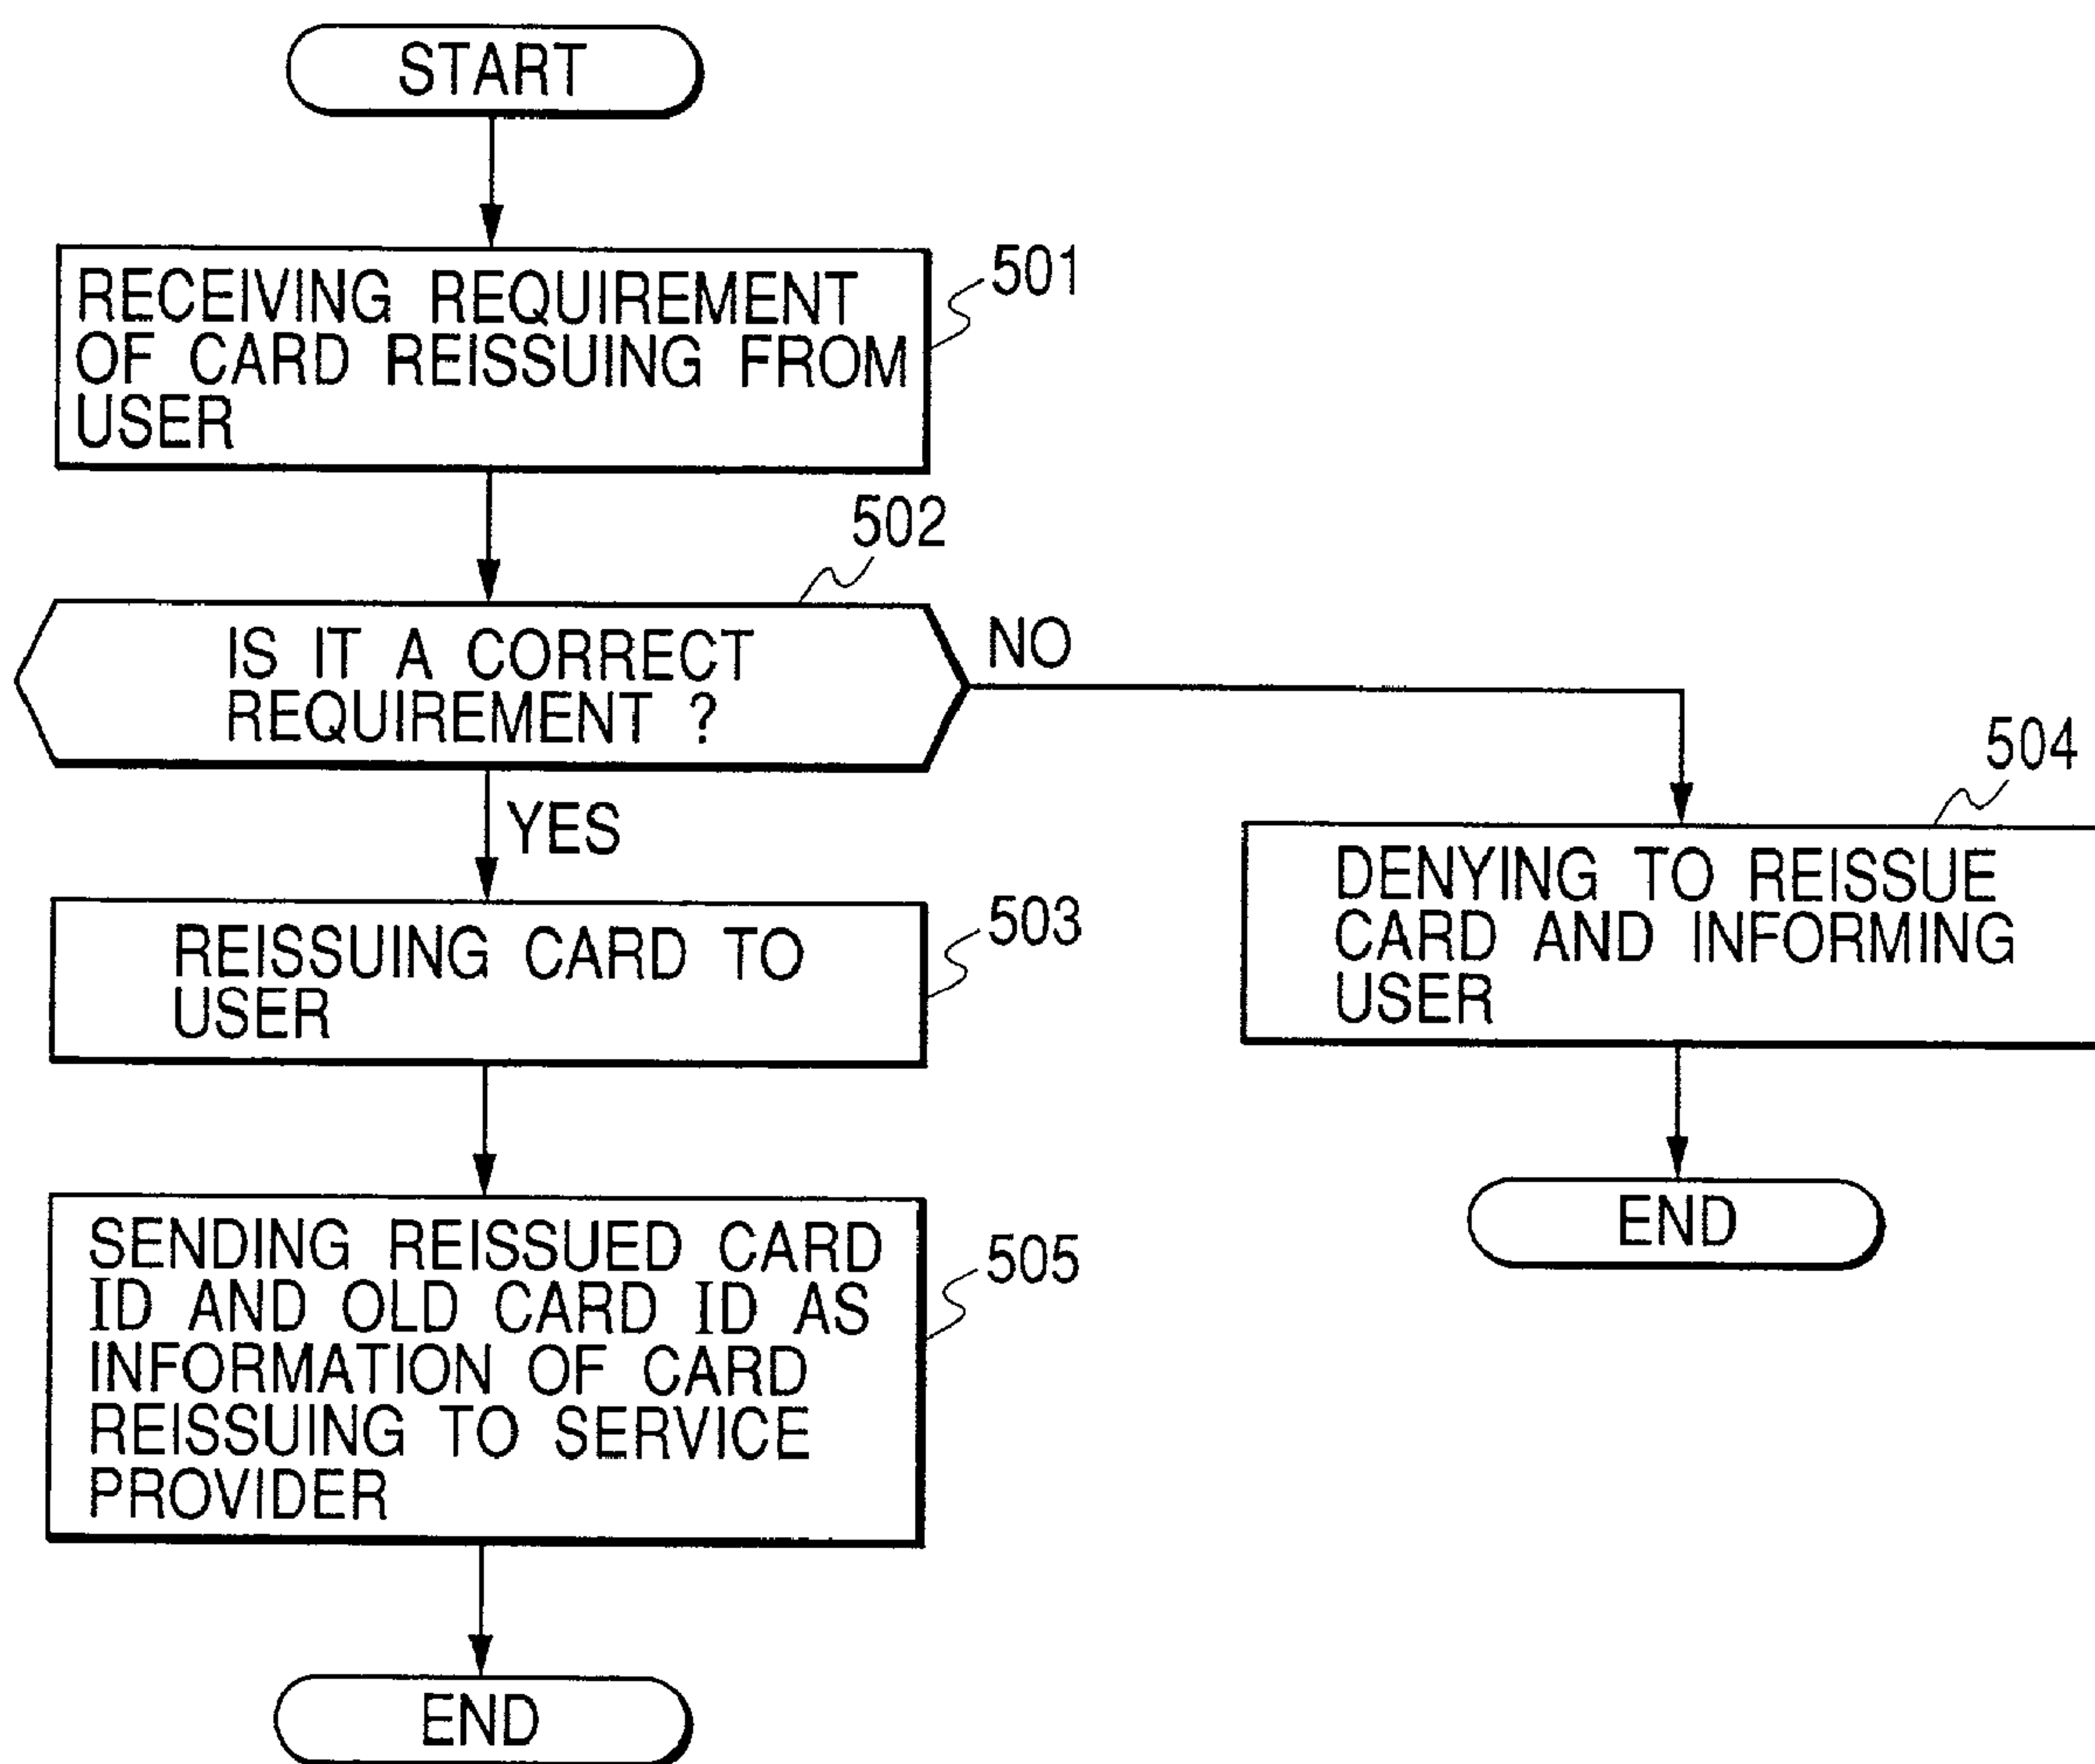 START
RECEIVING REQUIREMENT
OF CARD REISSUING FROM
USER
501
502
IS IT A CORRECT
REQUIREMENT ?
NO
YES
504
DENYING TO REISSUE
CARD AND INFORMING
USER
REISSUING CARD TO
USER
503
END
SENDING REISSUED CARD
ID AND OLD CARD ID AS
INFORMATION OF CARD
REISSUING TO SERVICE
PROVIDER
505
END